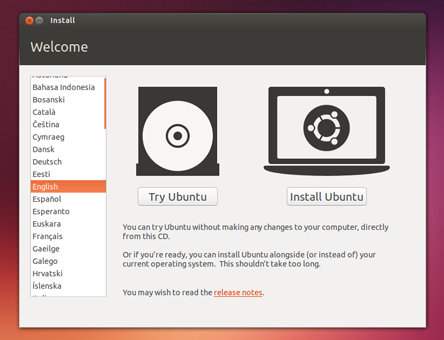 Install
Welcome
Bahasa Indonesia
Bosanski
Català
Čeština
Cymraeg
Dansk
Deutsch
Eesti
English
Español
Esperanto
Euskara
Français
Gaeilge
Galego
Hrvatski
Íslenska
Try Ubuntu
Install Ubuntu
You can try Ubuntu without making any changes to your computer, directly
from this CD.
Or if you're ready, you can install Ubuntu alongside (or instead of) your
current operating system. This shouldn't take too long.
You may wish to read the release notes.